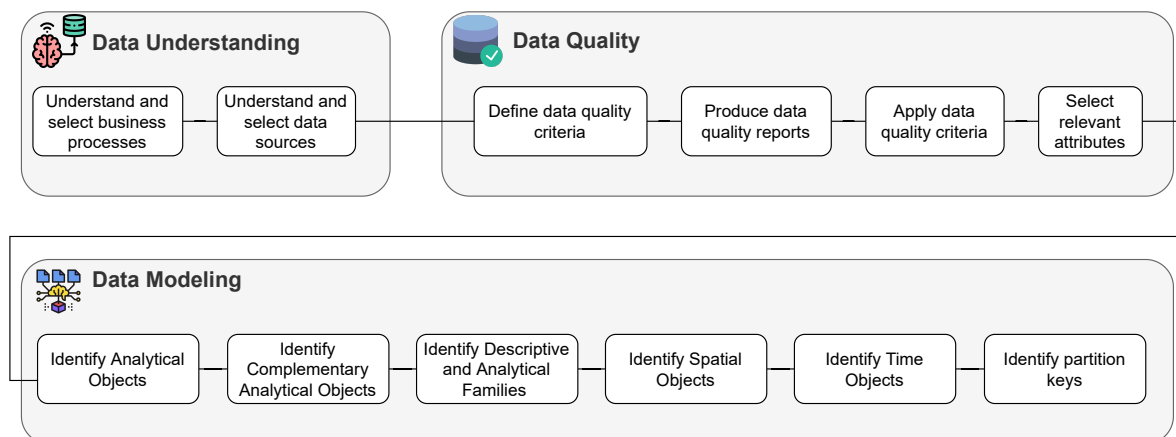 Data Understanding
Understand and
select business
processes
Understand and
select data
sources
Data Quality
Define data quality
criteria
Produce data
quality reports
Apply data
quality criteria
Select
relevant
attributes
Data Modeling
Identify Analytical
Objects
Identify
Complementary
Analytical Objects
Identify Descriptive
and Analytical
Families
Identify Spatial
Objects
Identify Time
Objects
Identify partition
keys